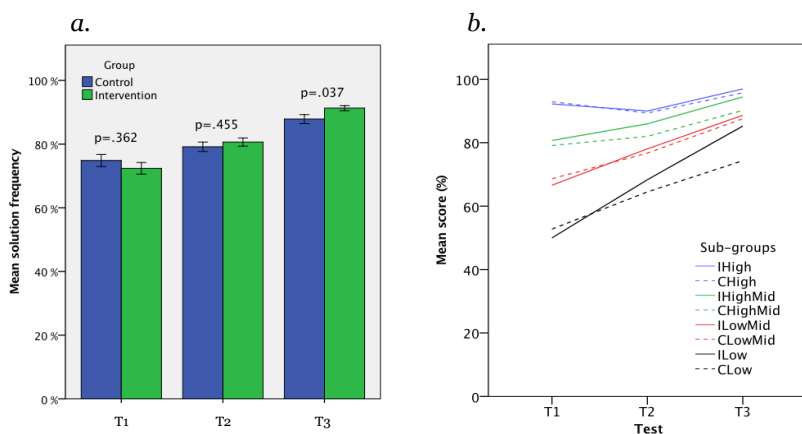 a.
Group
Control
Intervention
Mean solution frequency
100 %
80 %
60 %
40 %
20 %
0 %
p=.362
p=.455
p=.037
T1
T2
T3
b.
Mean score (%)
100
80
60
40
20
0
Sub-groups
IHigh
CHigh
IHighMid
CHighMid
ILowMid
CLowMid
ILow
CLow
T1
T2
T3
Test